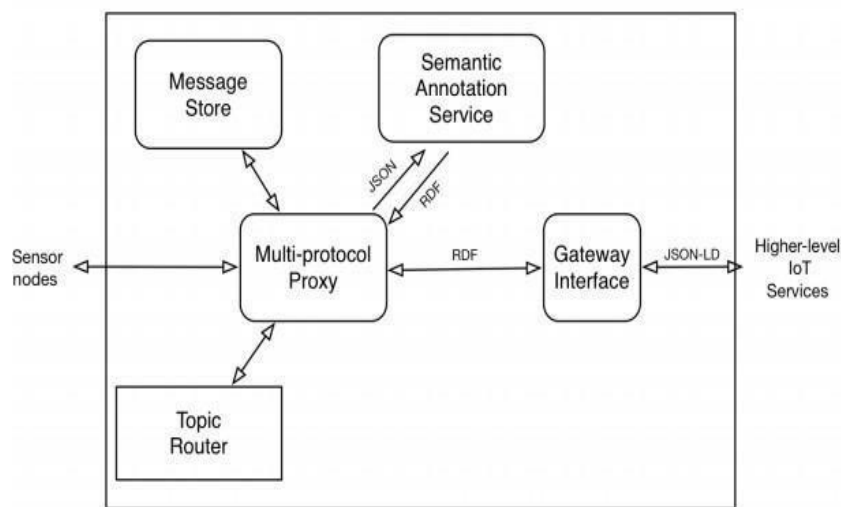 Message
Store
Semantic
Annotation
Service
JSON
RDF
Sensor
nodes
Multi-protocol
Proxy
RDF
Gateway
Interface
JSON-LD
Higher-level
IoT
Services
Topic
Router